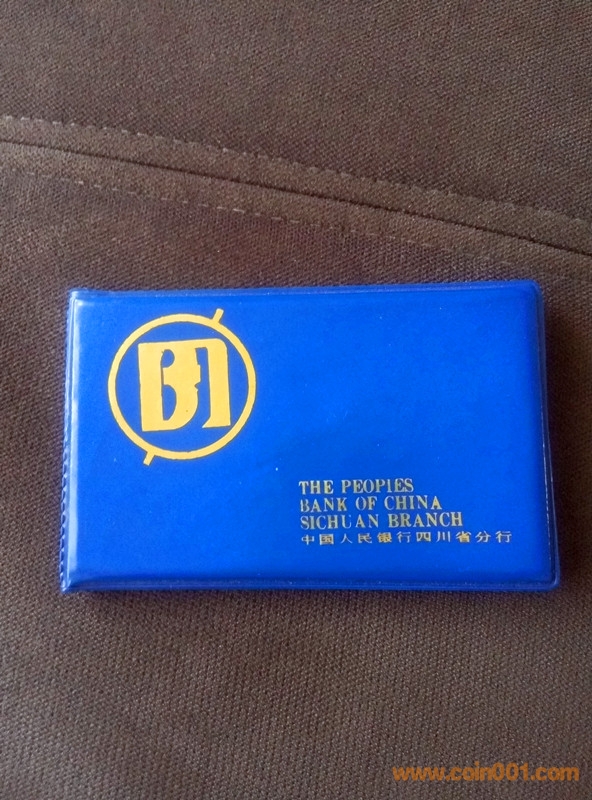 THE PEOPLES
BANK OF CHINA
SICHUAN BRANCH
中国人民银行四川省分行
www.coin001.com